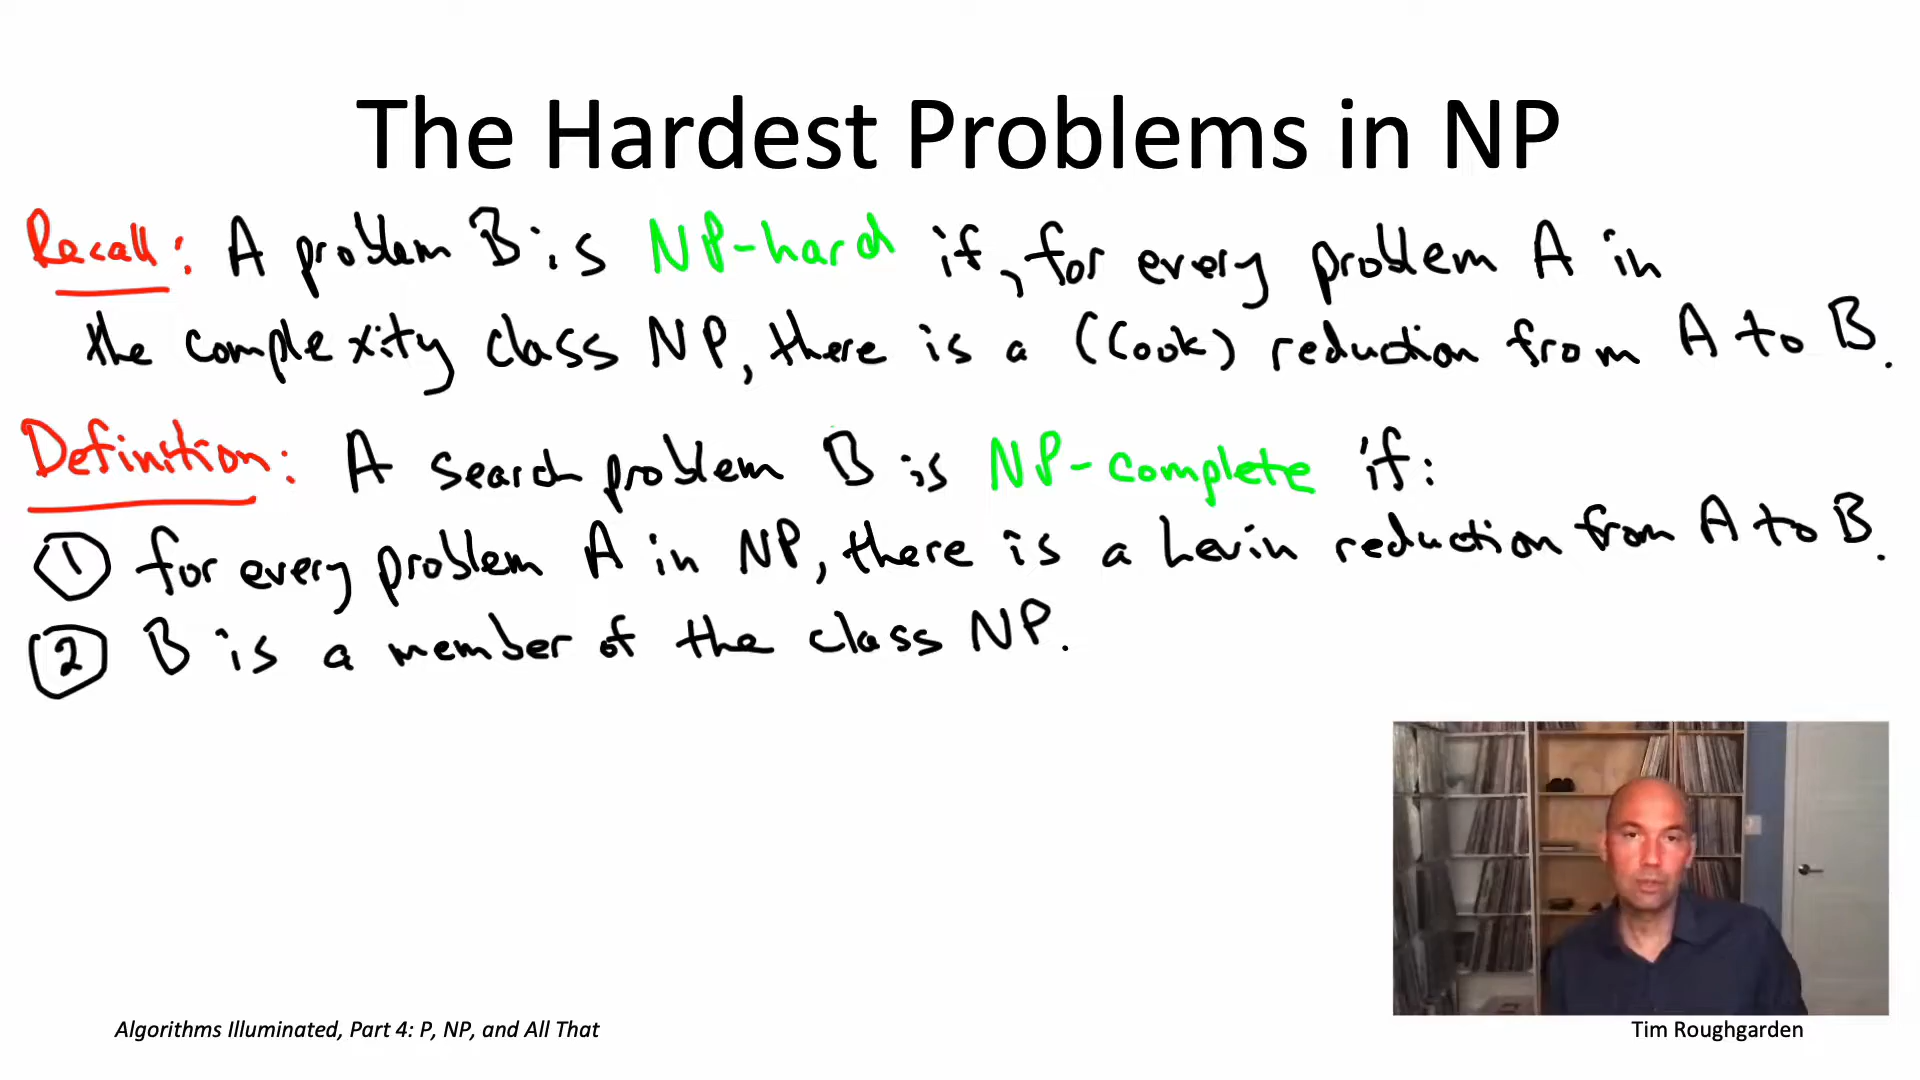 The Hardest Problems in NP
Recall: A problem B is NP-hard if, for every problem A in
the complexity class NP, there is a (Cook) reduction from A to B.
Definition: A search problem B is NP-complete if:
① for every problem A in NP, there is a Levin reduction from A to B.
② B is a member of the class NP.
Algorithms Illuminated, Part 4: P, NP, and All That
Tim Roughgarden